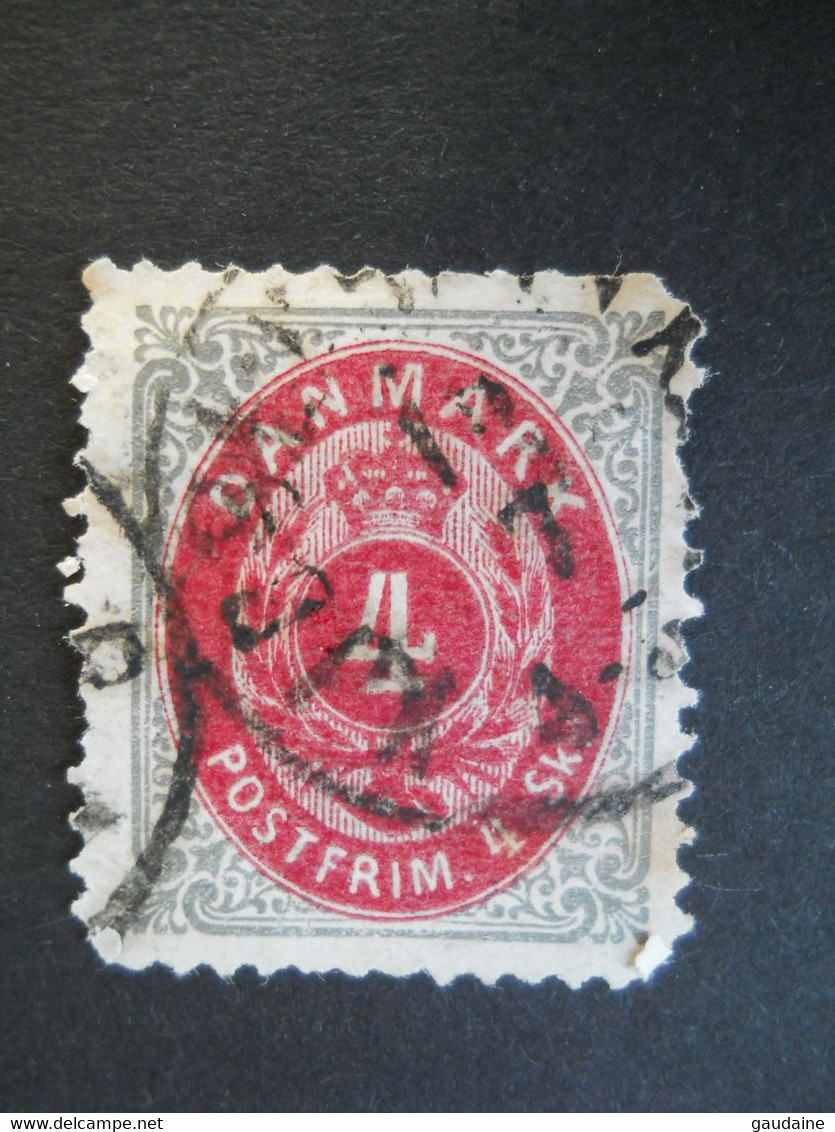 DANMARK
4
POSTFRIM. 4 Sk
www.delcampe.net
gaudaine